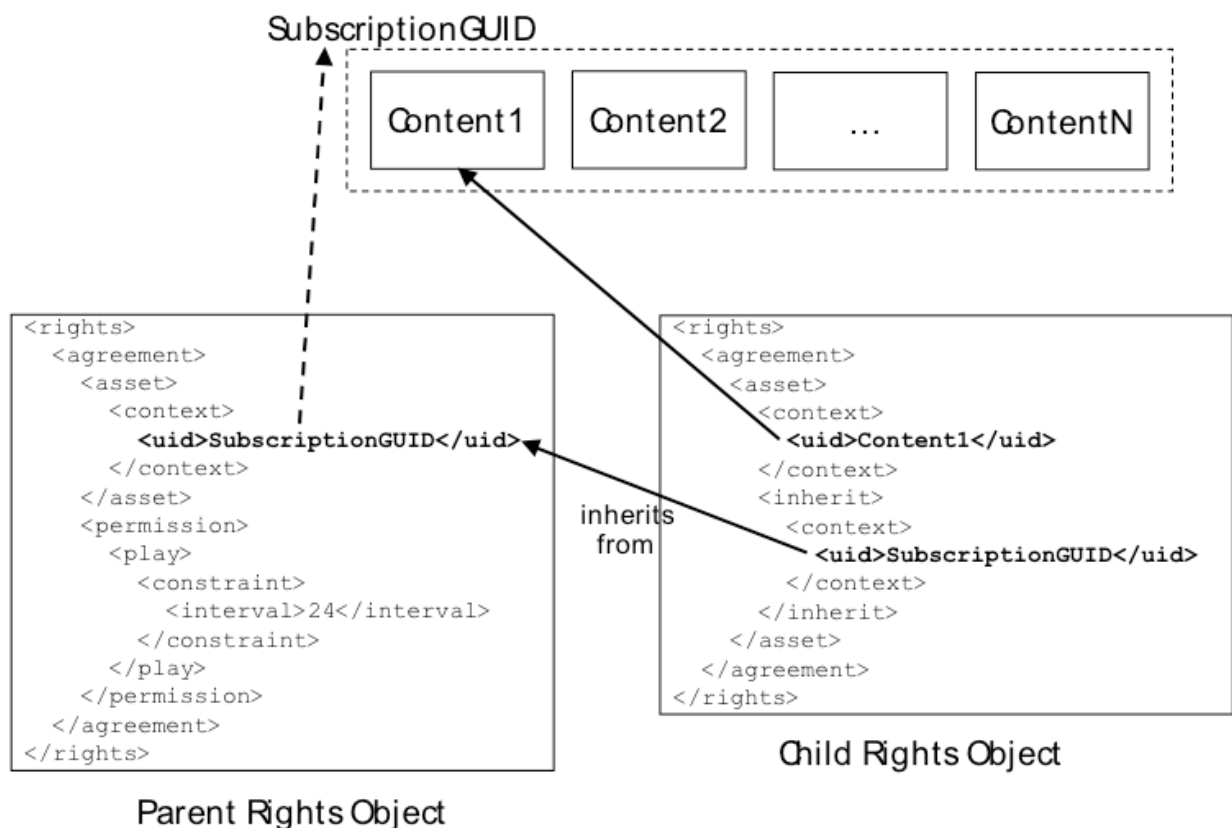 SubscriptionGUID
Content1
Content2
...
ContentN
<rights>
<agreement>
<asset>
<context>
<uid>SubscriptionGUID</uid>
</context>
</asset>
<permission>
<play>
<constraint>
<interval>24</interval>
</constraint>
</play>
</permission>
</agreement>
</rights>
Parent Rights Object
inherits
from
<rights>
<agreement>
<asset>
<context>
<uid>Content1</uid>
</context>
<inherit>
<context>
<uid>SubscriptionGUID</uid>
</context>
</inherit>
</asset>
</agreement>
</rights>
Child Rights Object